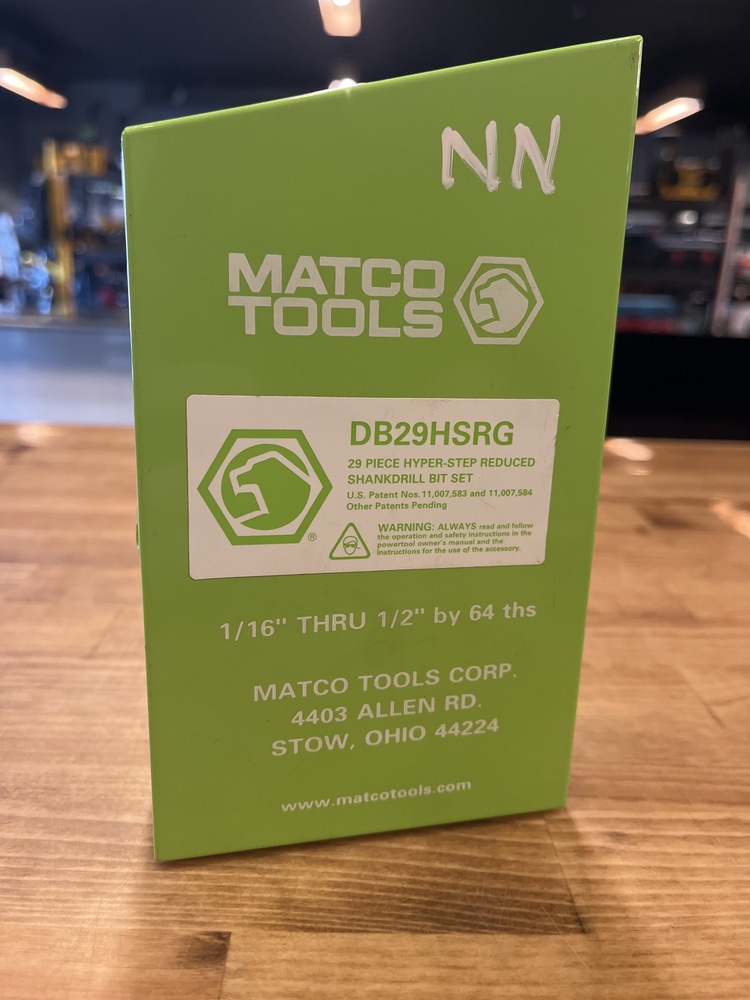 NN
MATCO
TOOLS
DB29HSRG
29 PIECE HYPER-STEP REDUCED
SHANKDRILL BIT SET
U.S. Patent Nos. 11,007,583 and 11,007,584
Other Patents Pending
®
WARNING: ALWAYS read and follow
the operation and safety instructions in the
powertool owner's manual and the
instructions for the use of the accessory.
1/16" THRU 1/2" by 64 ths
MATCO TOOLS CORP.
4403 ALLEN RD.
STOW, OHIO 44224
www.matcotools.com